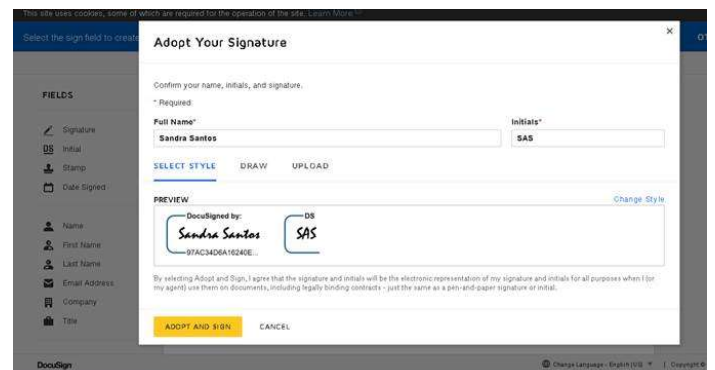 This site uses cookies, some of which are required for the operation of the site. Learn More
Select the sign field to create
Adopt Your Signature
Confirm your name, initials, and signature.
* Required
Full Name*
Initials*
Sandra Santos
SAS
SELECT STYLE DRAW UPLOAD
PREVIEW
Change Style
DocuSigned by:
Sandra Santos
97AC34D6A16240E...
DS
SAS
By selecting Adopt and Sign, I agree that the signature and initials will be the electronic representation of my signature and initials for all purposes when I (or
my agent) use them on documents, including legally binding contracts - just the same as a pen-and-paper signature or initial.
ADOPT AND SIGN CANCEL
FIELDS
Signature
DS Initial
Stamp
Date Signed
Name
First Name
Last Name
Email Address
Company
Title
DocuSign
Change Language - English (US)
| Copyright ©